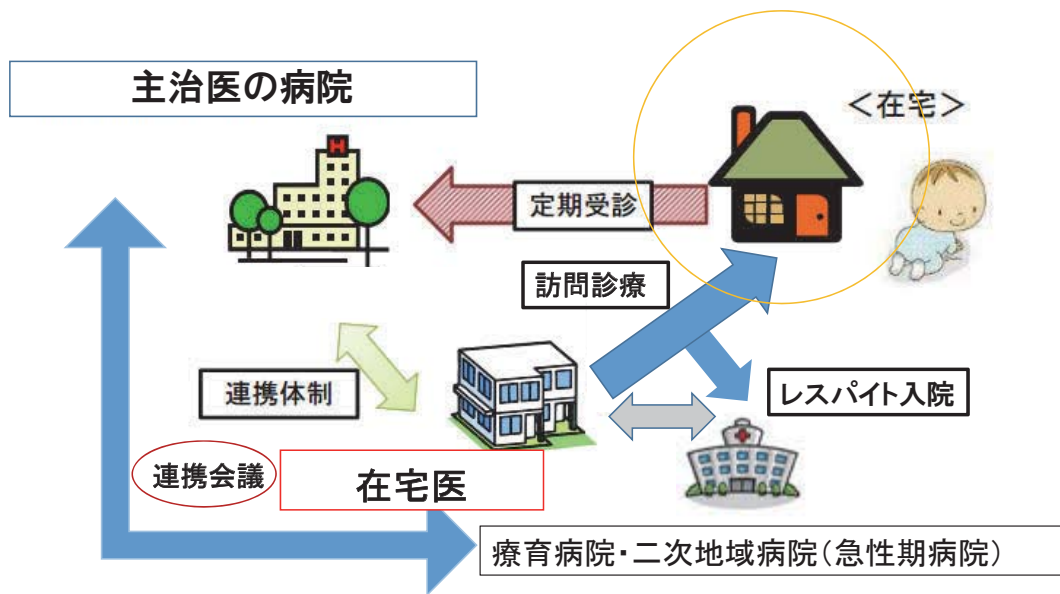 主治医の病院
<在宅>
H
定期受診
訪問診療
連携体制
レスパイト入院
連携会議
在宅医
療育病院・二次地域病院(急性期病院)